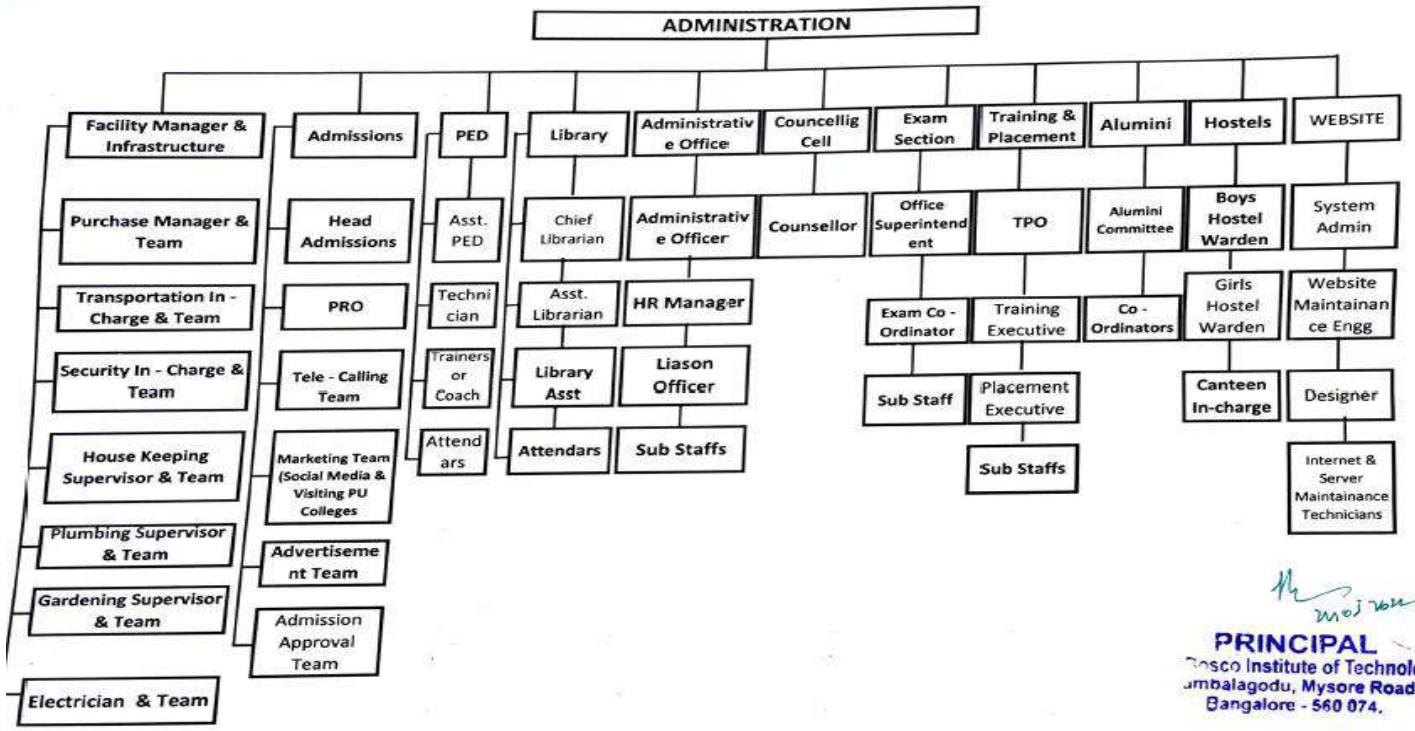 ADMINISTRATION
Facility Manager &
Infrastructure
Purchase Manager &
Team
Transportation In -
Charge & Team
Security In - Charge &
Team
House Keeping
Supervisor & Team
Plumbing Supervisor
& Team
Gardening Supervisor
& Team
Electrician & Team
Admissions
Head
Admissions
PRO
Tele - Calling
Team
Marketing Team
(Social Media &
Visiting PU
Colleges
Advertiseme
nt Team
Admission
Approval
Team
PED
Asst.
PED
Techni
cian
Trainers
or
Coach
Attend
ars
Library
Chief
Librarian
Asst.
Librarian
Library
Asst
Attendars
Administrativ
e Office
Administrativ
e Officer
HR Manager
Liason
Officer
Sub Staffs
Councellig
Cell
Counsellor
Exam
Section
Office
Superintend
ent
Exam Co -
Ordinator
Sub Staff
Training &
Placement
TPO
Training
Executive
Placement
Executive
Sub Staffs
Alumini
Alumini
Committee
Co -
Ordinators
Hostels
Boys
Hostel
Warden
Girls
Hostel
Warden
Canteen
In-charge
WEBSITE
System
Admin
Website
Maintainan
ce Engg
Designer
Internet &
Server
Maintainance
Technicians
PRINCIPAL
Institute of
Mysore Road
Bangalore - 560 074.